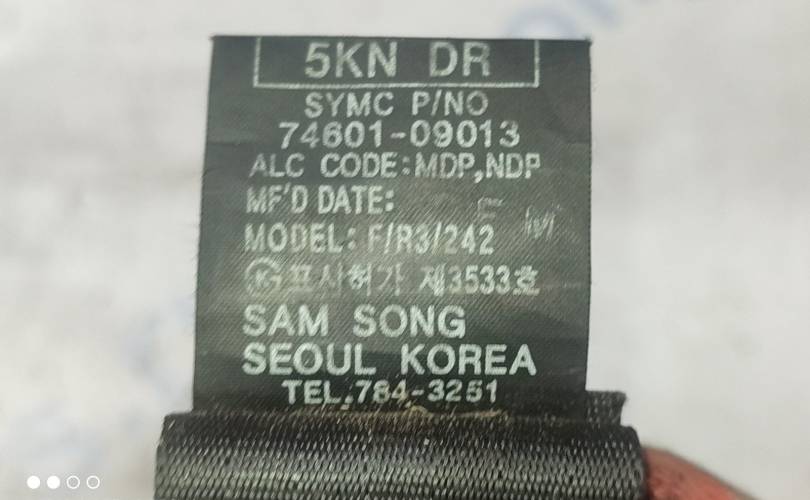 5KN DR
SYMC P/NO
74601-09013
ALC CODE:MDP,NDP
MF'D DATE:
MODEL: F/R3/242
K 표시허가 제3533호
SAM SONG
SEOUL KOREA
TEL.784-3251